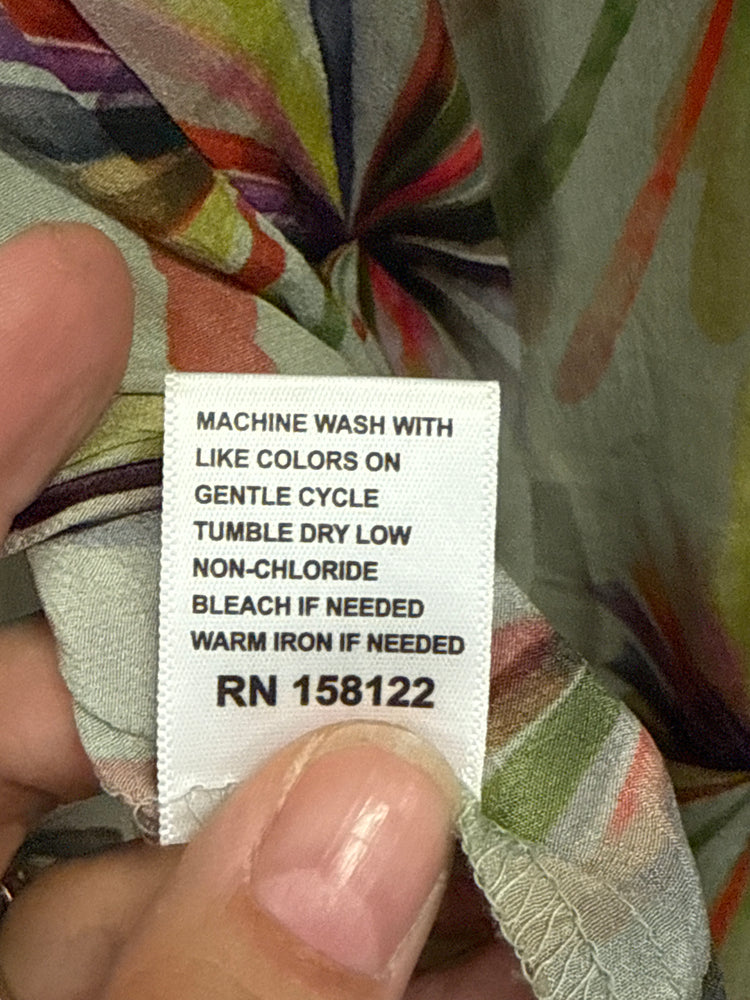 MACHINE WASH WITH
LIKE COLORS ON
GENTLE CYCLE
TUMBLE DRY LOW
NON-CHLORIDE
BLEACH IF NEEDED
WARM IRON IF NEEDED
RN 158122